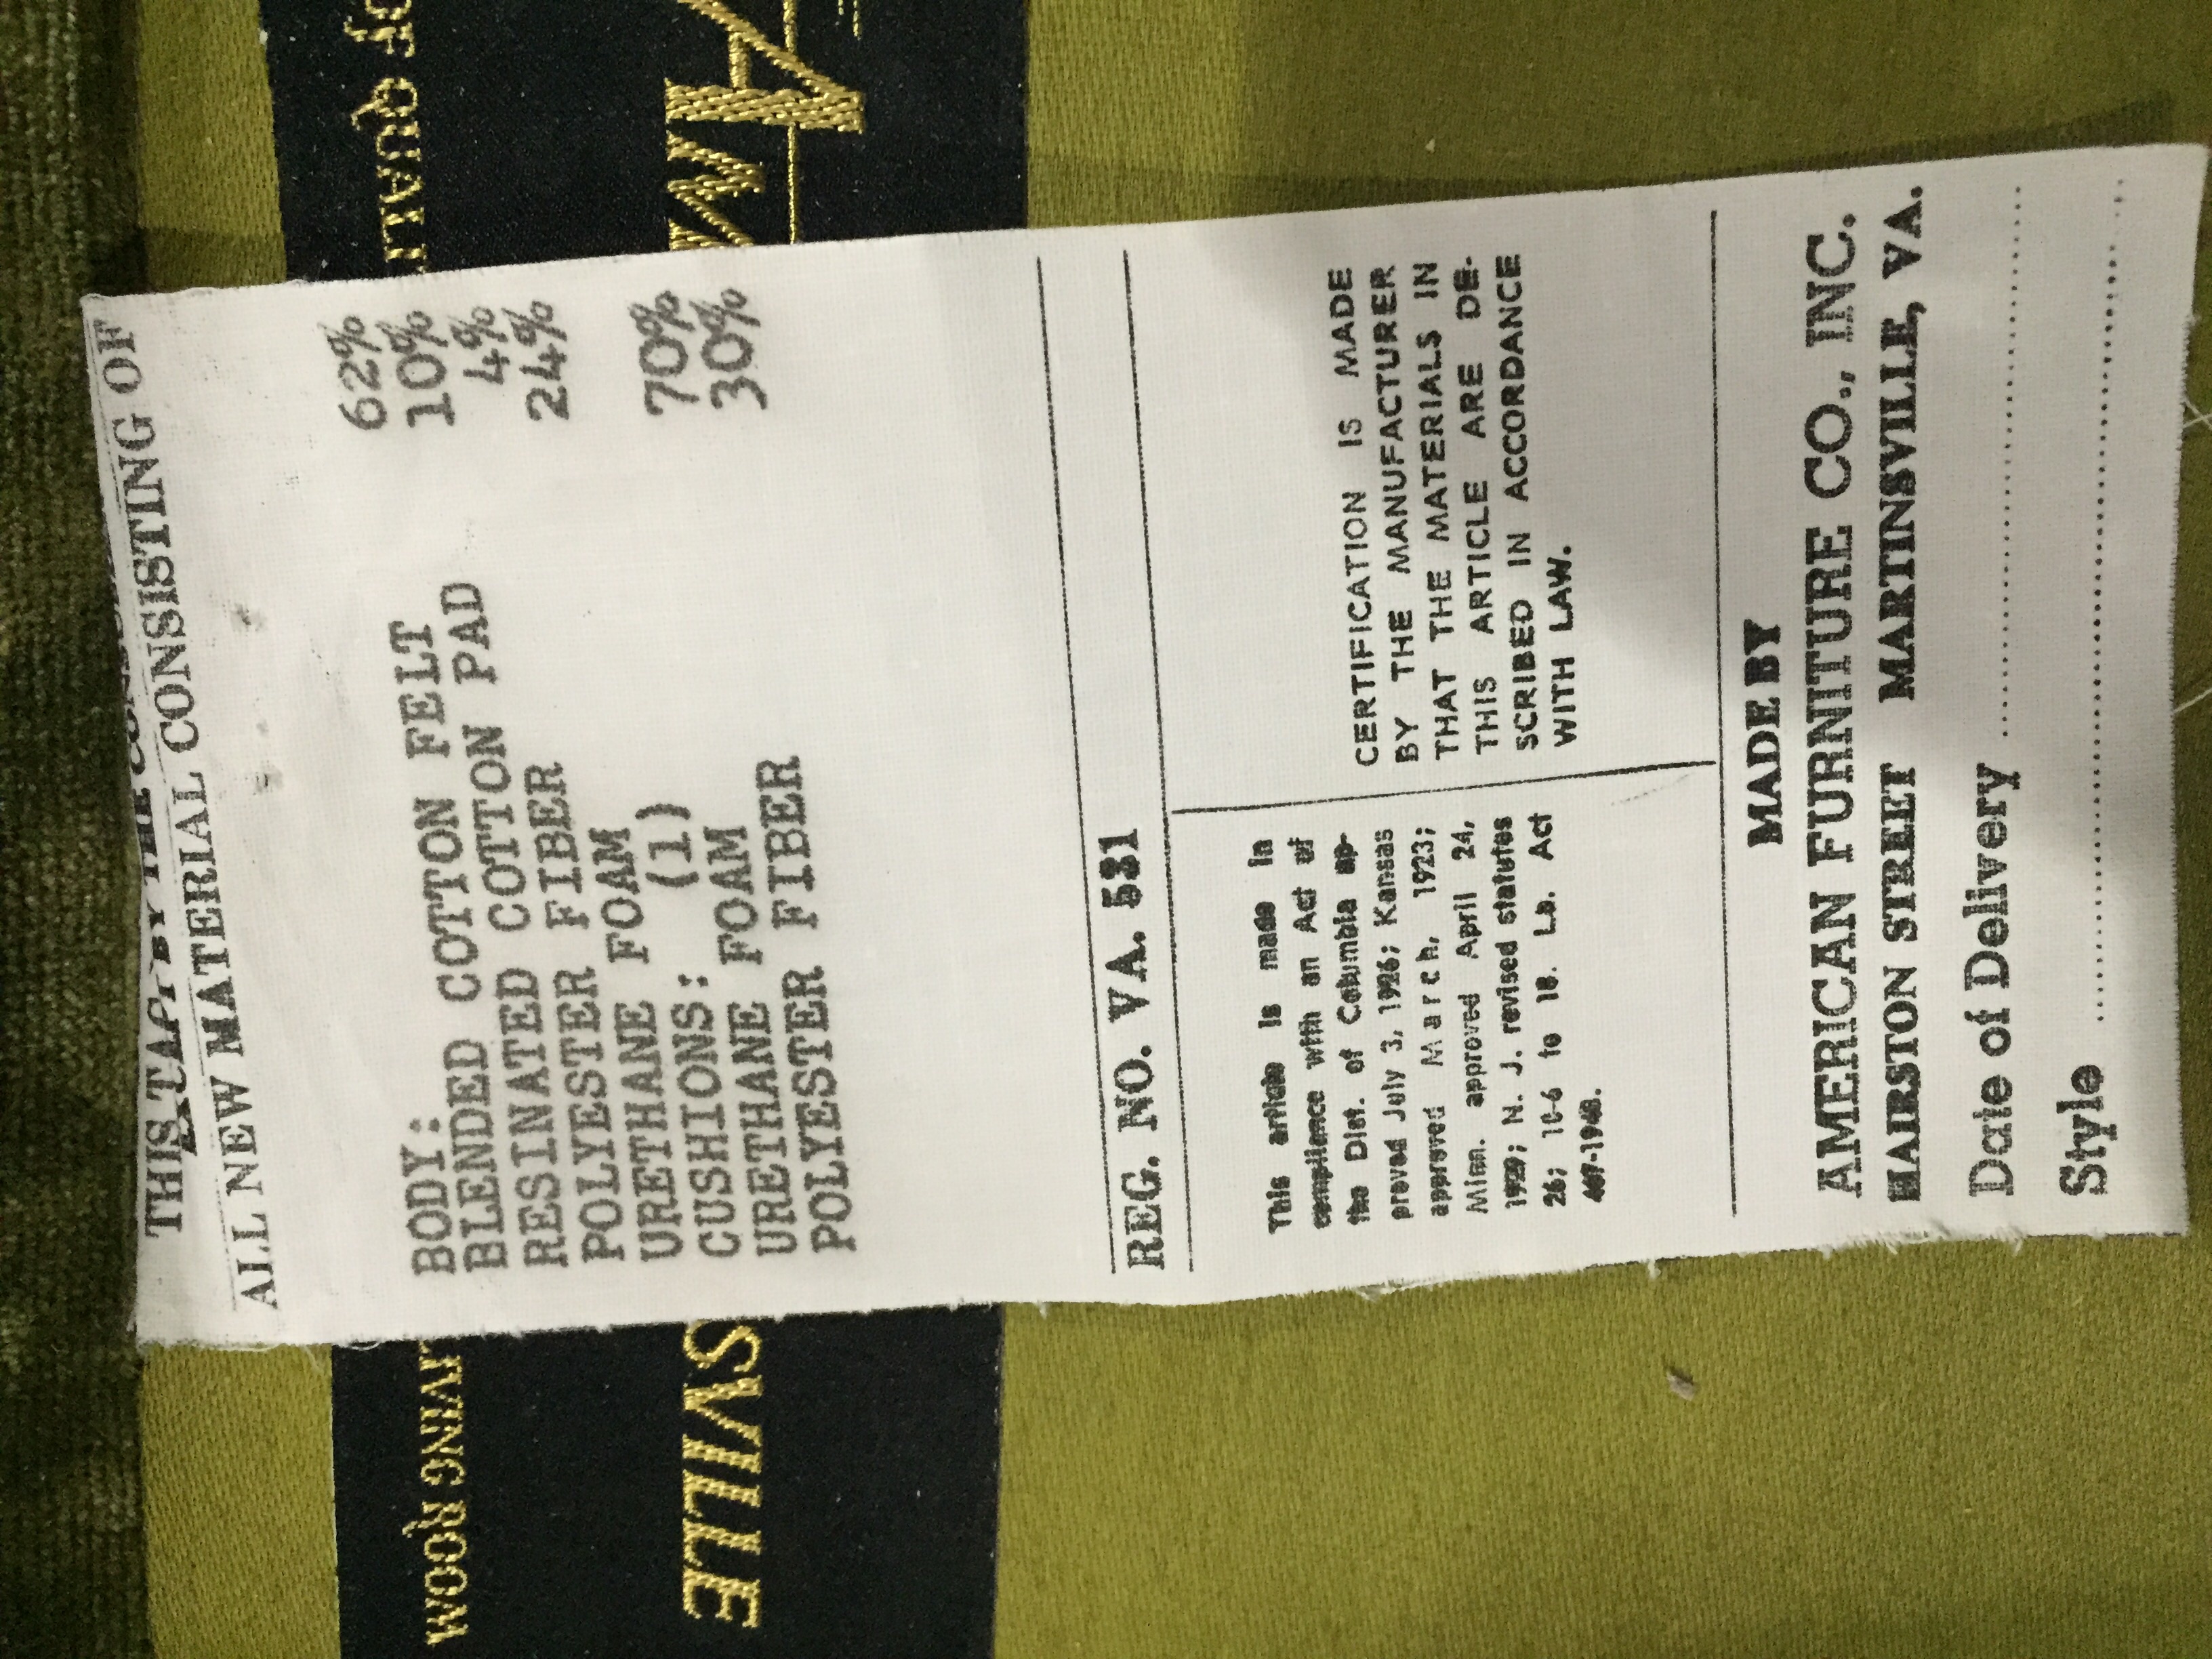 ALL NEW MATERIAL CONSISTING OF
BODY:
BLENDED COTTON FELT 62%
RESINATED COTTON PAD 10%
POLYESTER FIBER 4%
URETHANE FOAM 24%
CUSHIONS: (1)
URETHANE FOAM 70%
POLYESTER FIBER 30%
REG. NO. VA. 531
This article is made in
compliance with an Act of
the Dist. of Columbia ap-
proved July 3, 1926; Kansas
approved March, 1923;
Minn. approved April 24,
1929; N. J. revised statutes
26; 10-6 to 18. La. Act
467-1948.
CERTIFICATION IS MADE
BY THE MANUFACTURER
THAT THE MATERIALS IN
THIS ARTICLE ARE DE-
SCRIBED IN ACCORDANCE
WITH LAW.
MADE BY
AMERICAN FURNITURE CO., INC.
HAIRSTON STREET MARTINSVILLE, VA.
Date of Delivery
Style
OF
ROOM
SVILLE